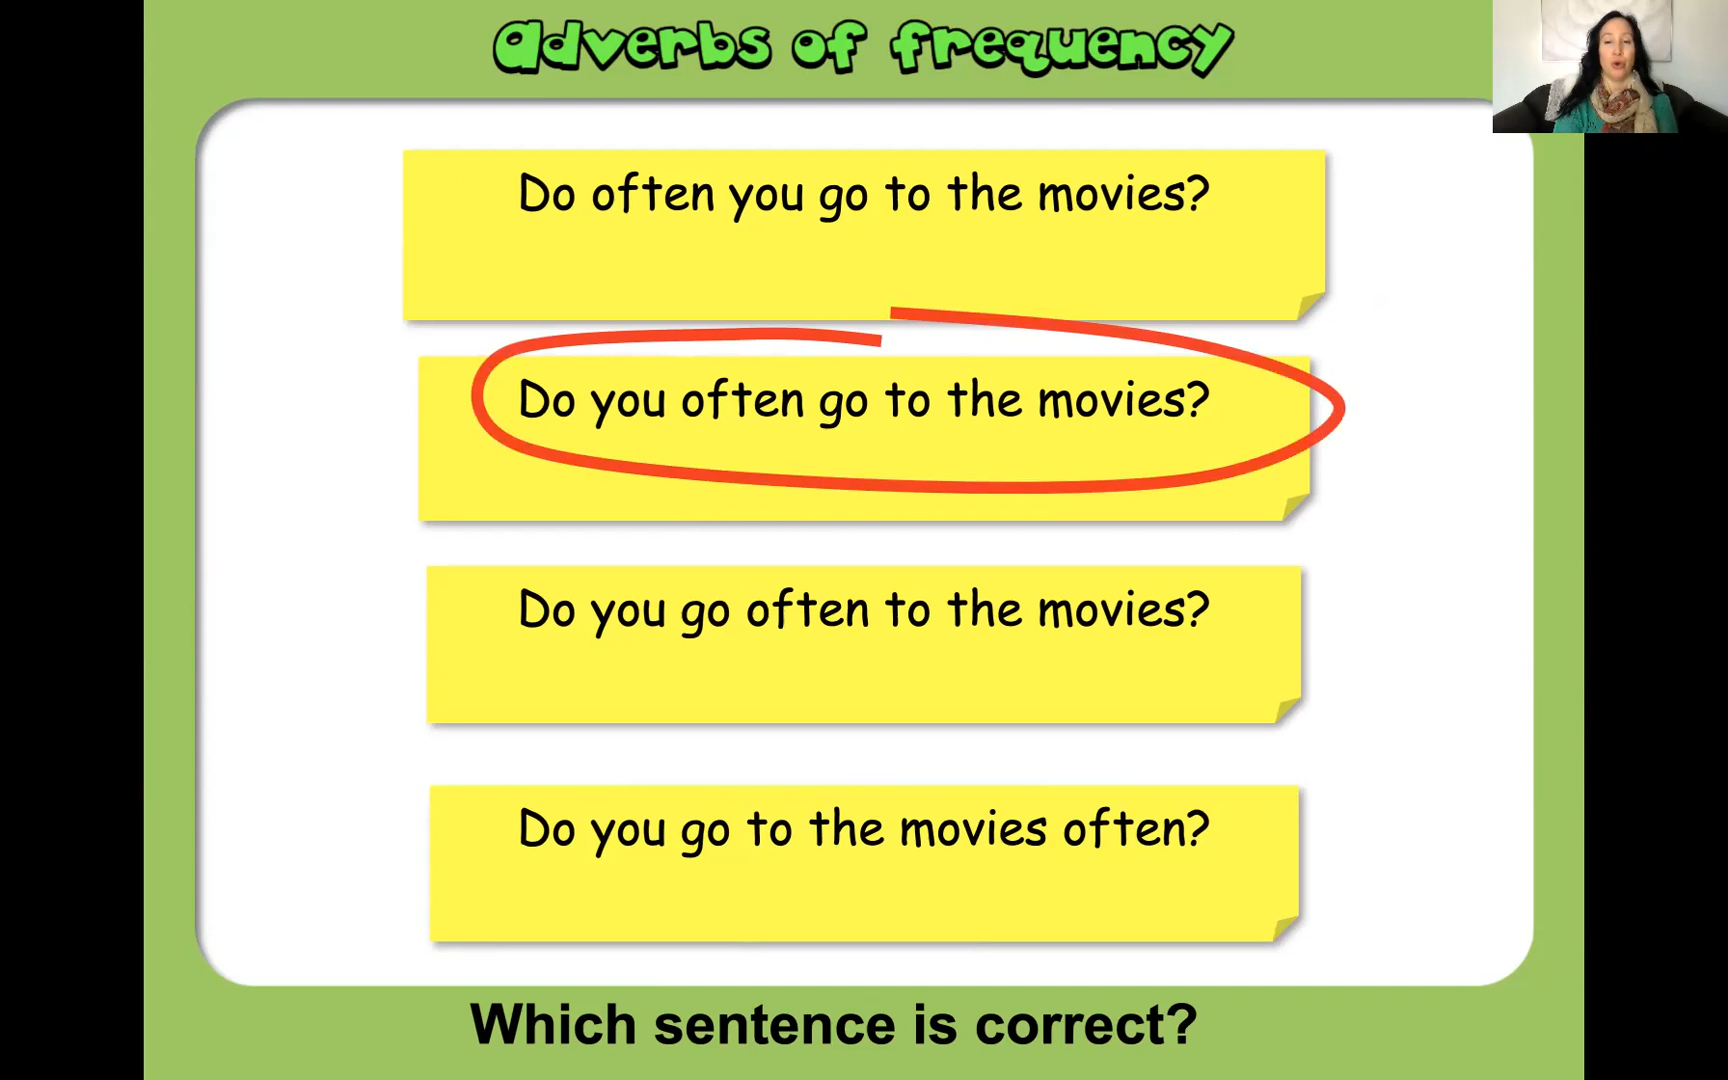 adverbs of frequency
Do often you go to the movies?
Do you often go to the movies?
Do you go often to the movies?
Do you go to the movies often?
Which sentence is correct?